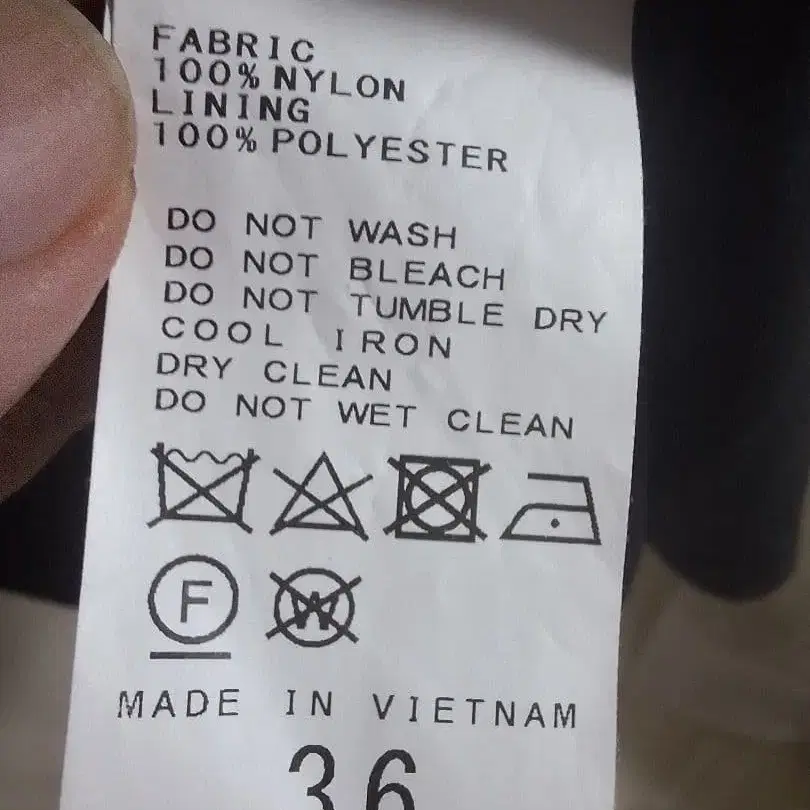 FABRIC
100% NYLON
LINING
100% POLYESTER
DO NOT WASH
DO NOT BLEACH
DO NOT TUMBLE DRY
COOL IRON
DRY CLEAN
DO NOT WET CLEAN
F W
MADE IN VIETNAM
36